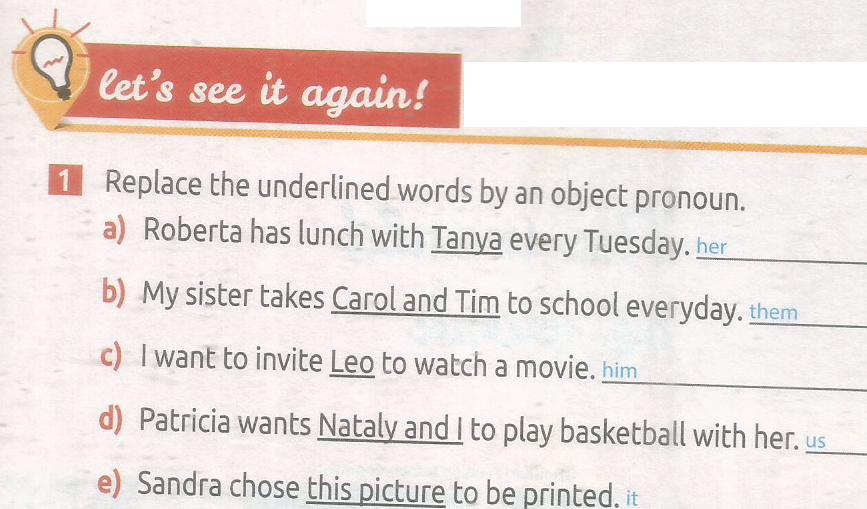 let's see it again!
1 Replace the underlined words by an object pronoun.
a) Roberta has lunch with Tanya every Tuesday. her
b) My sister takes Carol and Tim to school everyday. them
c) I want to invite Leo to watch a movie. him
d) Patricia wants Nataly and I to play basketball with her. us
e) Sandra chose this picture to be printed. it